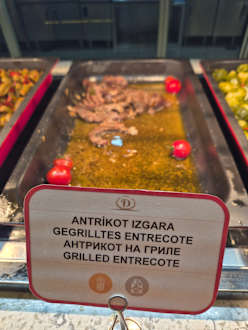 D
ANTRİKOT IZGARA
GEGRILLTES ENTRECOTE
АНТРИКОТ НА ГРИЛЕ
GRILLED ENTRECOTE